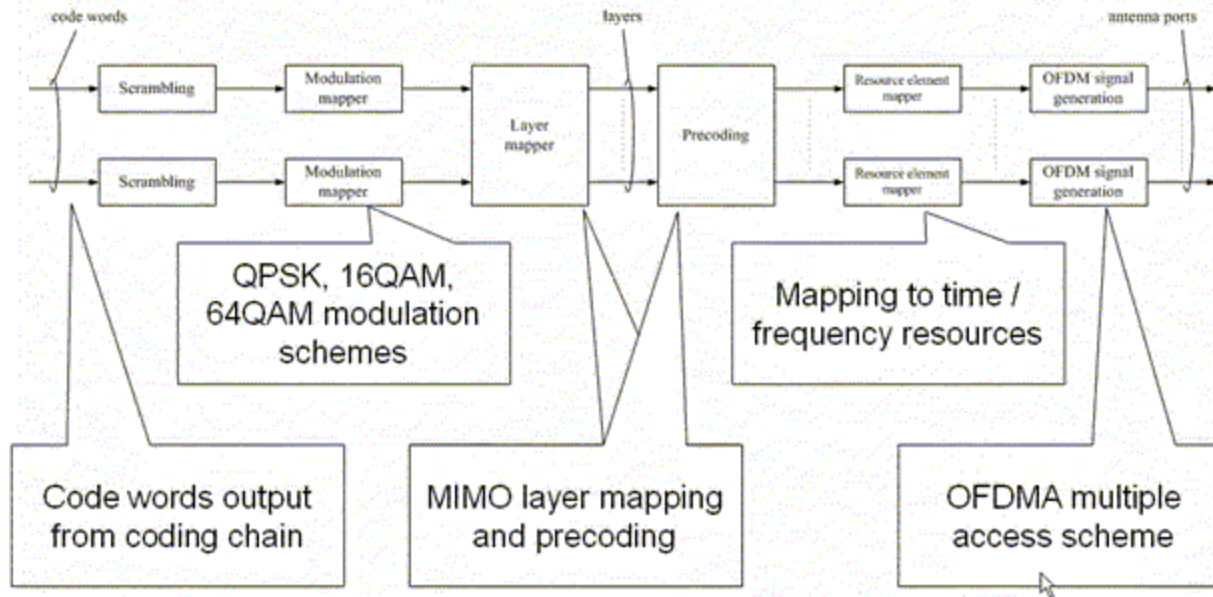 code words
layers
antenna ports
Scrambling
Modulation
mapper
Layer
mapper
Precoding
Resource element
mapper
OFDM signal
generation
Scrambling
Modulation
mapper
Resource element
mapper
OFDM signal
generation
QPSK, 16QAM,
64QAM modulation
schemes
Mapping to time /
frequency resources
Code words output
from coding chain
MIMO layer mapping
and precoding
OFDMA multiple
access scheme